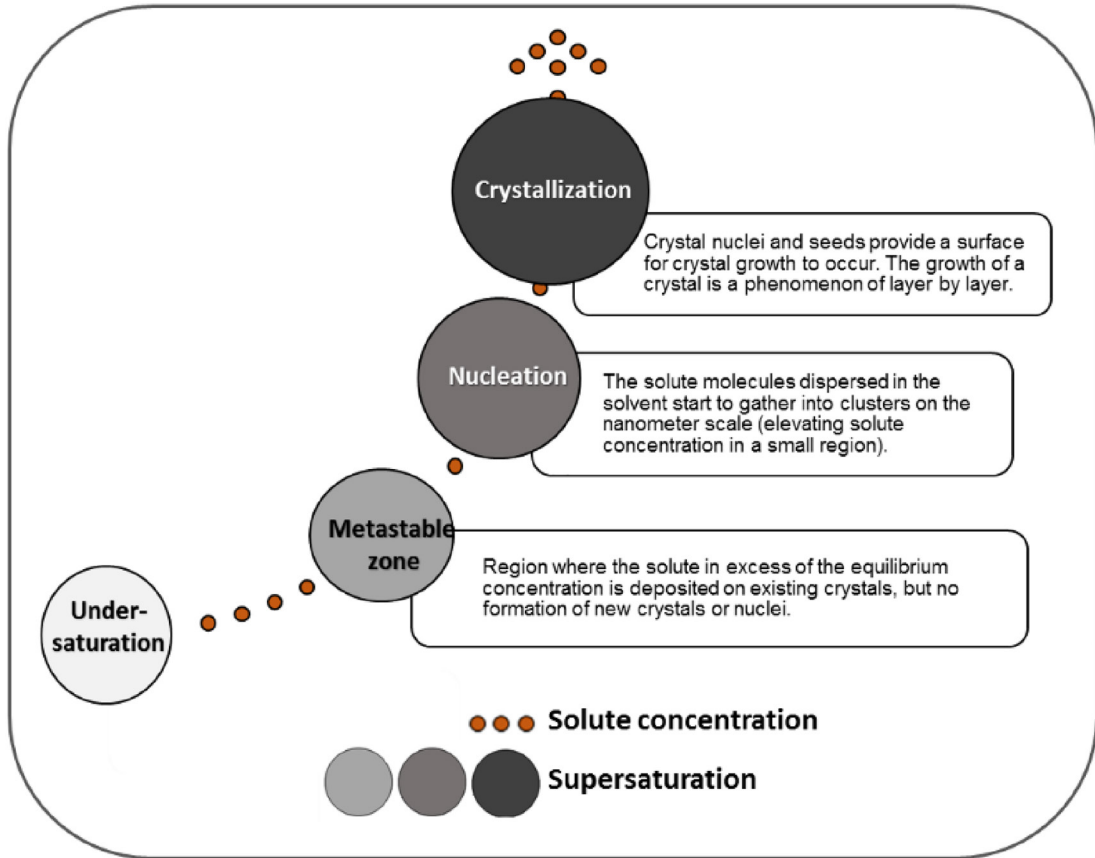 Crystallization
Crystal nuclei and seeds provide a surface
for crystal growth to occur. The growth of a
crystal is a phenomenon of layer by layer.
Nucleation
The solute molecules dispersed in the
solvent start to gather into clusters on the
nanometer scale (elevating solute
concentration in a small region).
Metastable
zone
Region where the solute in excess of the equilibrium
concentration is deposited on existing crystals, but no
formation of new crystals or nuclei.
Under-
saturation
Solute concentration
Supersaturation